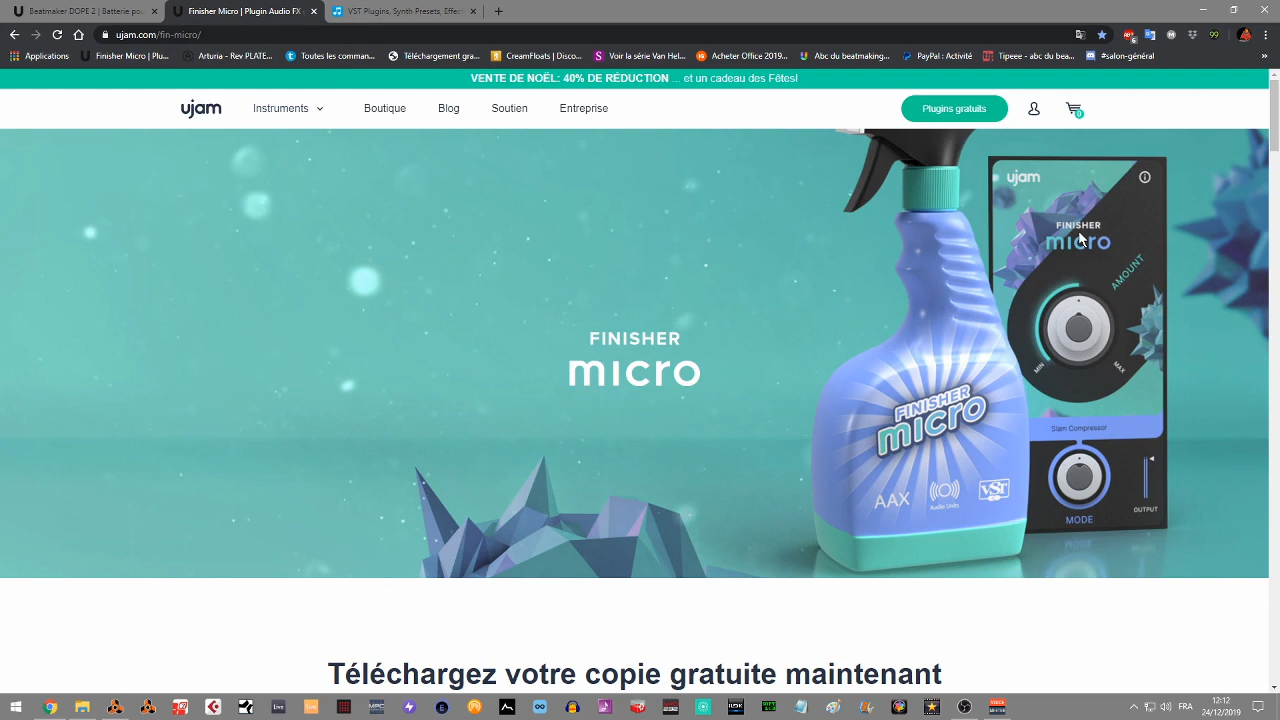 Beatmaker DOPE 2 | Batterie pou
Finisher Micro | Plugin Audio FX
VST Plugins, Synth Presets, Effect
ujam.com/fin-micro/
Applications
Finisher Micro | Plu...
Arturia - Rev PLATE...
Toutes les comman...
Téléchargement gra...
CreamFloats | Disco...
Voir la série Van Hel...
Acheter Office 2019...
Abc du beatmaking
PayPal : Activité
Tipeee - abc du bea...
#salon-général
VENTE DE NOËL: 40% DE RÉDUCTION ... et un cadeau des Fêtes!
ujam
Instruments
Boutique
Blog
Soutien
Entreprise
Plugins gratuits
0
ujam
FINISHER
micro
AMOUNT
MIN
MAX
FINISHER
micro
FINISHER
micro
Slam Compressor
AAX
Audio Units
VST
MODE
OUTPUT
Téléchargez votre copie gratuite maintenant
FRA
12:12
24/12/2019